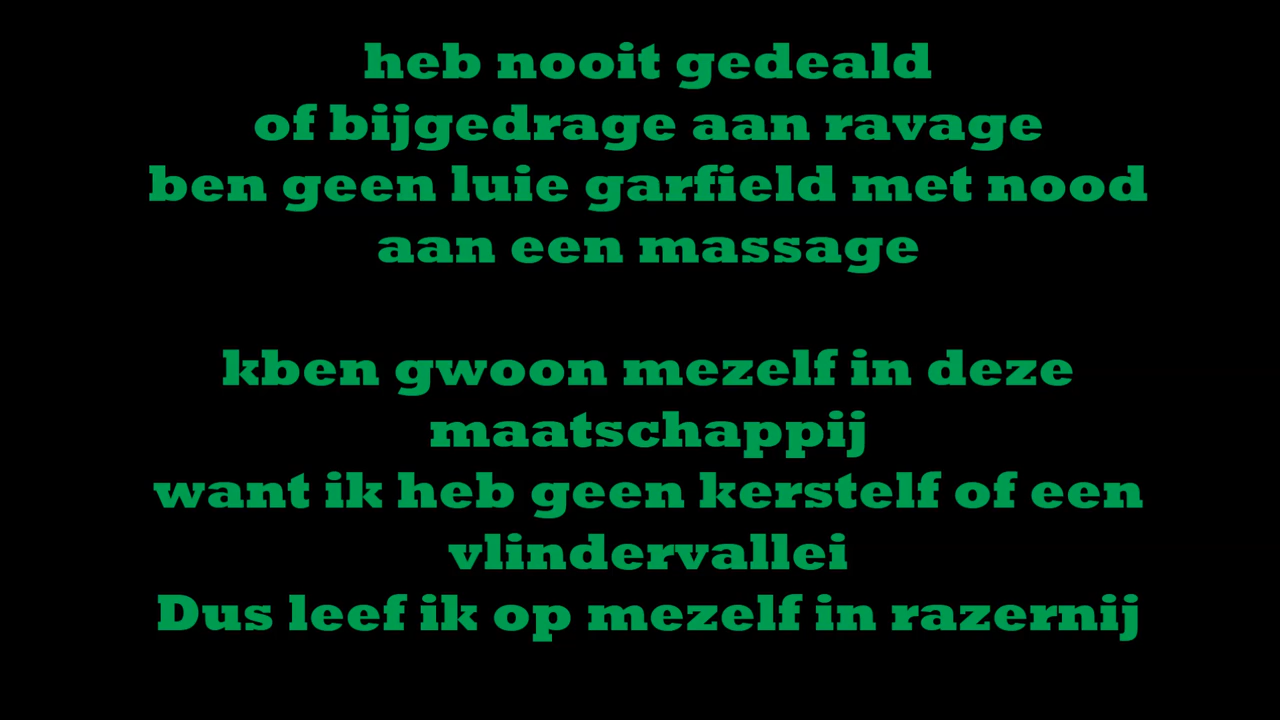 heb nooit gedeald
of bijgedrage aan ravage
ben geen luie garfield met nood
aan een massage
kben gwoon mezelf in deze
maatschappij
want ik heb geen kerstelf of een
vlindervallei
Dus leef ik op mezelf in razernij